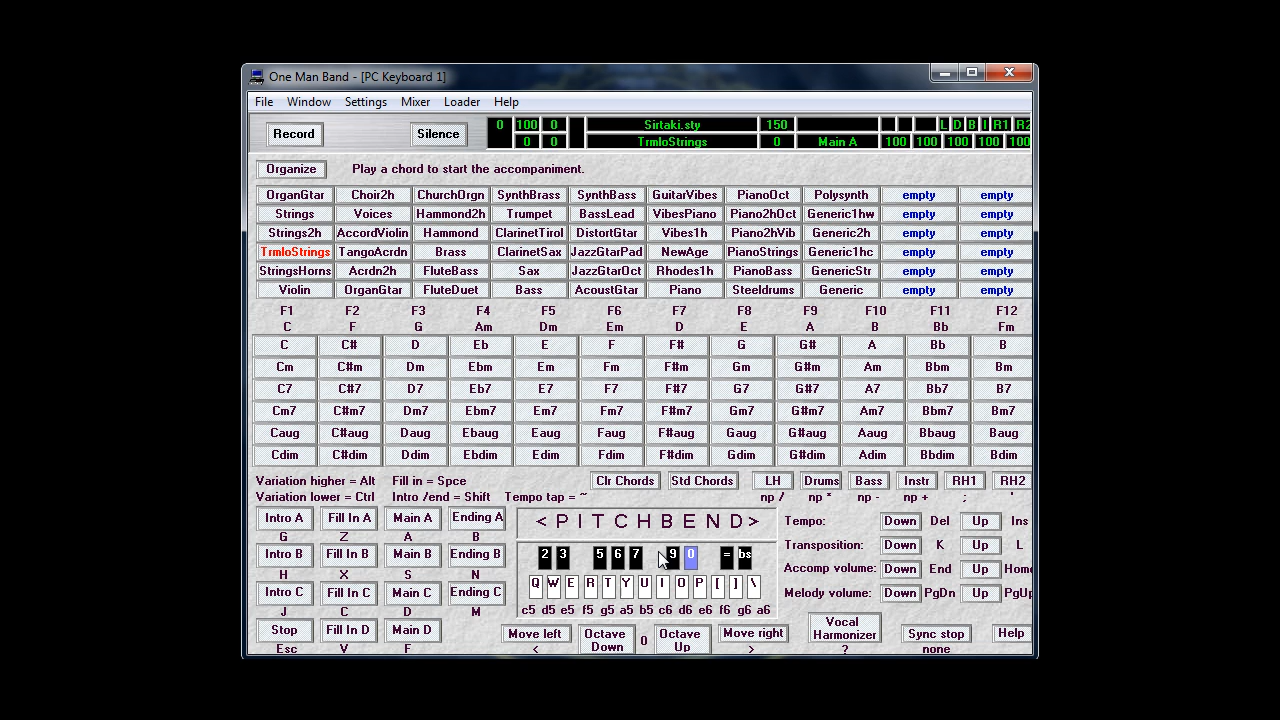 One Man Band - [PC Keyboard 1]
File Window Settings Mixer Loader Help
Record Silence 0 100 0 Sirtaki.sty 150 L D B I R1 R2
0 0 TrmloStrings 0 Main A 100 100 100 100 100
Organize Play a chord to start the accompaniment.
OrganGtar Choir2h ChurchOrgn SynthBrass SynthBass GuitarVibes PianoOct Polysynth empty empty
Strings Voices Hammond2h Trumpet BassLead VibesPiano Piano2hOct Generic1hw empty empty
Strings2h AccordViolin Hammond ClarinetTirol DistortGtar Vibes1h Piano2hVib Generic2h empty empty
TrmloStrings TangoAcrdn Brass ClarinetSax JazzGtarPad NewAge PianoStrings Generic1hc empty empty
StringsHorns Acrdn2h FluteBass Sax JazzGtarOct Rhodes1h PianoBass GenericStr empty empty
Violin OrganGtar FluteDuet Bass AcoustGtar Piano Steeldrums Generic empty empty
F1 F2 F3 F4 F5 F6 F7 F8 F9 F10 F11 F12
C F G Am Dm Em D E A B Bb Fm
C C# D Eb E F F# G G# A Bb B
Cm C#m Dm Ebm Em Fm F#m Gm G#m Am Bbm Bm
C7 C#7 D7 Eb7 E7 F7 F#7 G7 G#7 A7 Bb7 B7
Cm7 C#m7 Dm7 Ebm7 Em7 Fm7 F#m7 Gm7 G#m7 Am7 Bbm7 Bm7
Caug C#aug Daug Ebaug Eaug Faug F#aug Gaug G#aug Aaug Bbaug Baug
Cdim C#dim Ddim Ebdim Edim Fdim F#dim Gdim G#dim Adim Bbdim Bdim
Variation higher = Alt Fill in = Spce Clr Chords Std Chords LH Drums Bass Instr RH1 RH2
Variation lower = Ctrl Intro /end = Shift Tempo tap = ~ np / np * np - np + ; '
Intro A Fill In A Main A Ending A < P I T C H B E N D > Tempo: Down Del Up Ins
G Z A B
Intro B Fill In B Main B Ending B 2 3 5 6 7 9 0 = bs Transposition: Down K Up L
H X S N
Accomp volume: Down End Up Home
Intro C Fill In C Main C Ending C Q W E R T Y U I O P [ ] \ Melody volume: Down PgDn Up PgUp
J C D M c5 d5 e5 f5 g5 a5 b5 c6 d6 e6 f6 g6 a6
Stop Fill In D Main D Move left Octave Down 0 Octave Up Move right Vocal Harmonizer Sync stop Help
Esc V F < > ? none